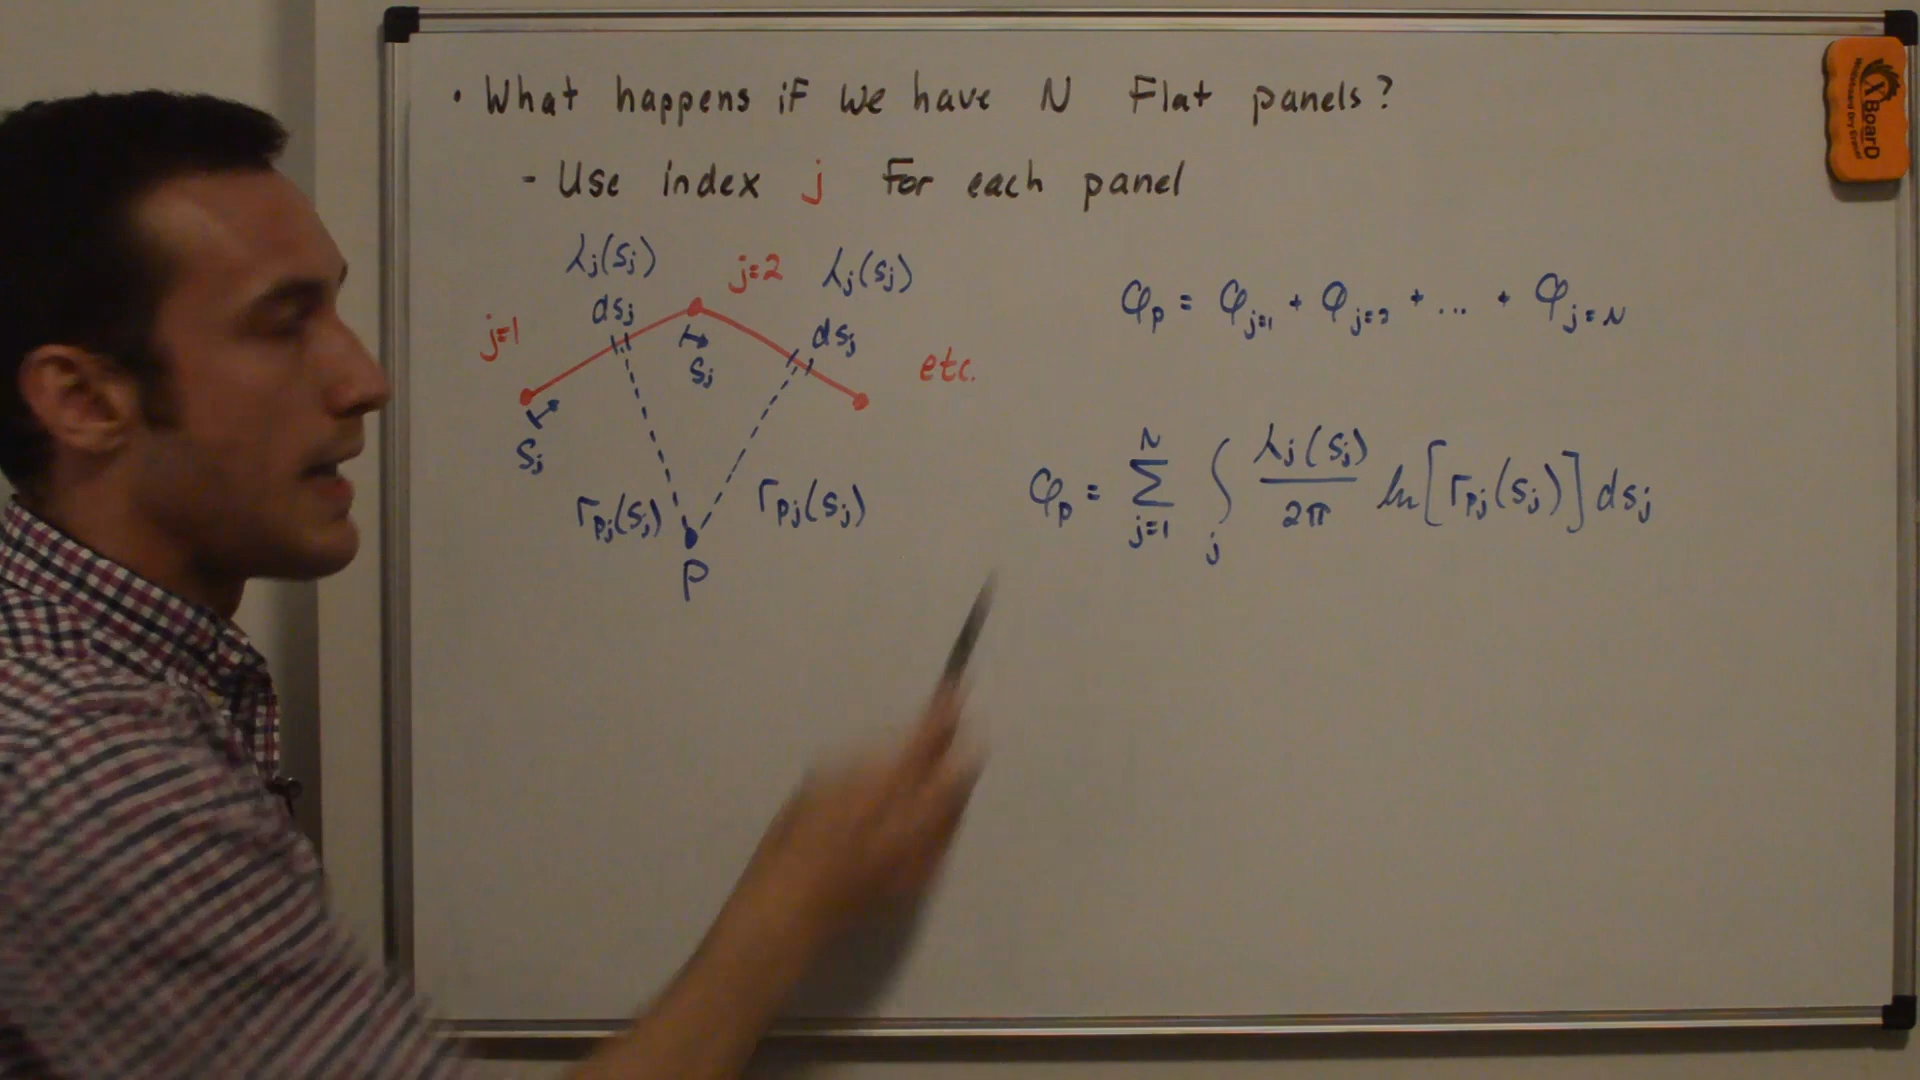 • What happens if we have N flat panels?
- Use index j for each panel
λj(sj)
j=2
λj(sj)
dsj
j=1
dsj
sj
etc.
sj
rpj(sj)
rpj(sj)
P
φp = φj=1 + φj=2 + ... + φj=N
φp = Σ j=1 N ∫j λj(sj)/2π ln[rpj(sj)]dsj
XBoarD